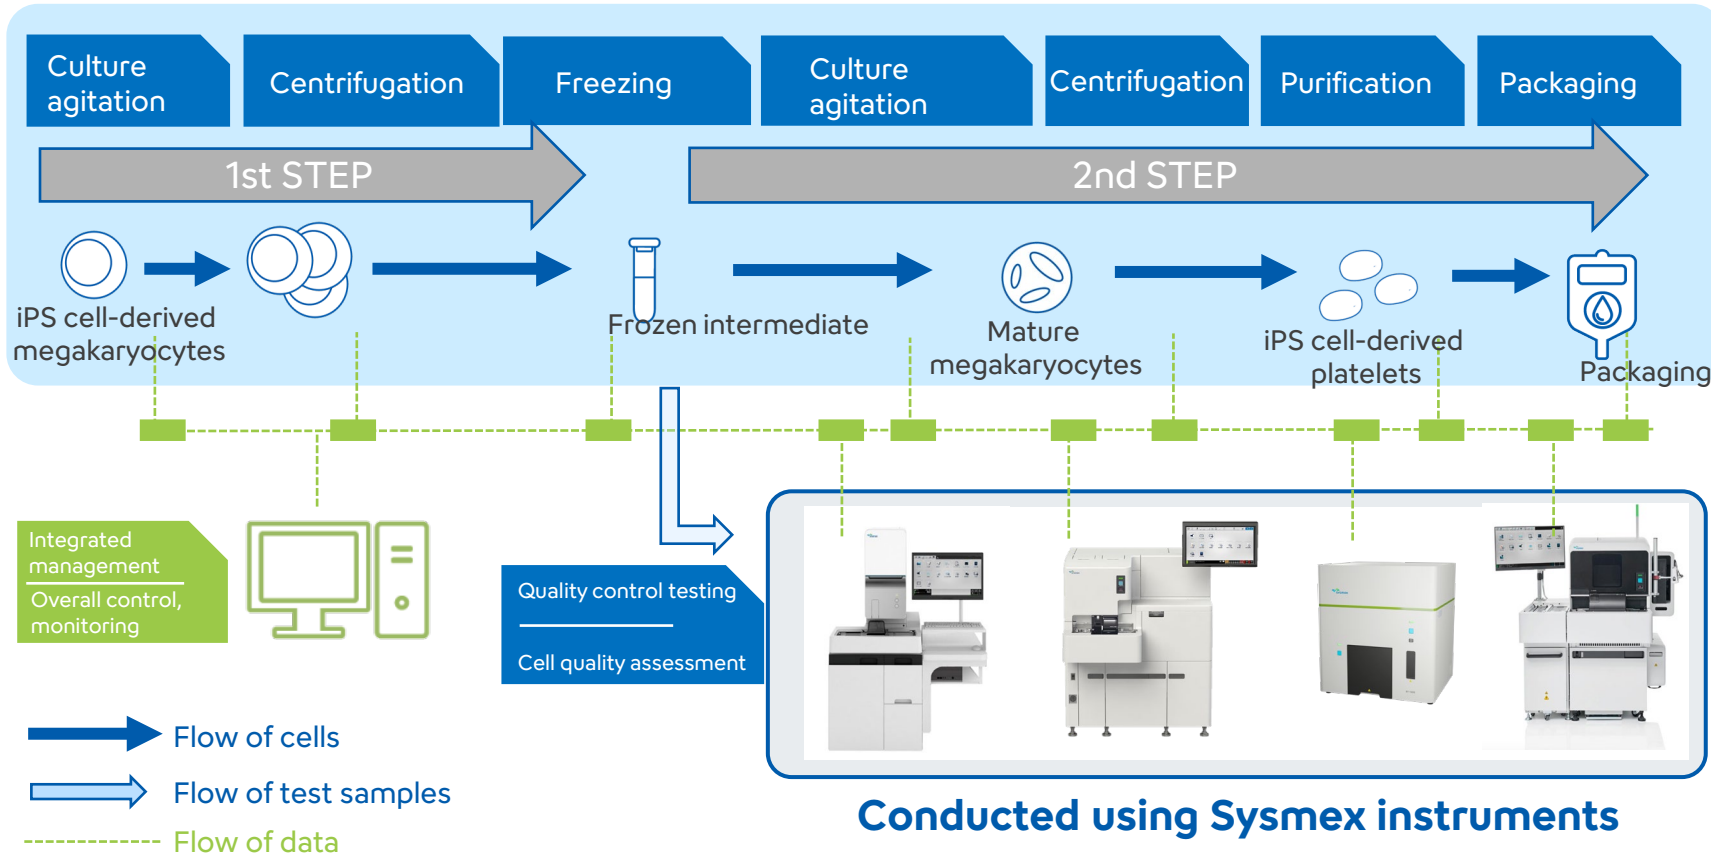 Culture
agitation
Centrifugation
Freezing
Culture
agitation
Centrifugation
Purification
Packaging
1st STEP
2nd STEP
iPS cell-derived
megakaryocytes
Frozen intermediate
Mature
megakaryocytes
iPS cell-derived
platelets
Packaging
Integrated
management
Overall control,
monitoring
Quality control testing
Cell quality assessment
Flow of cells
Flow of test samples
Flow of data
Conducted using Sysmex instruments